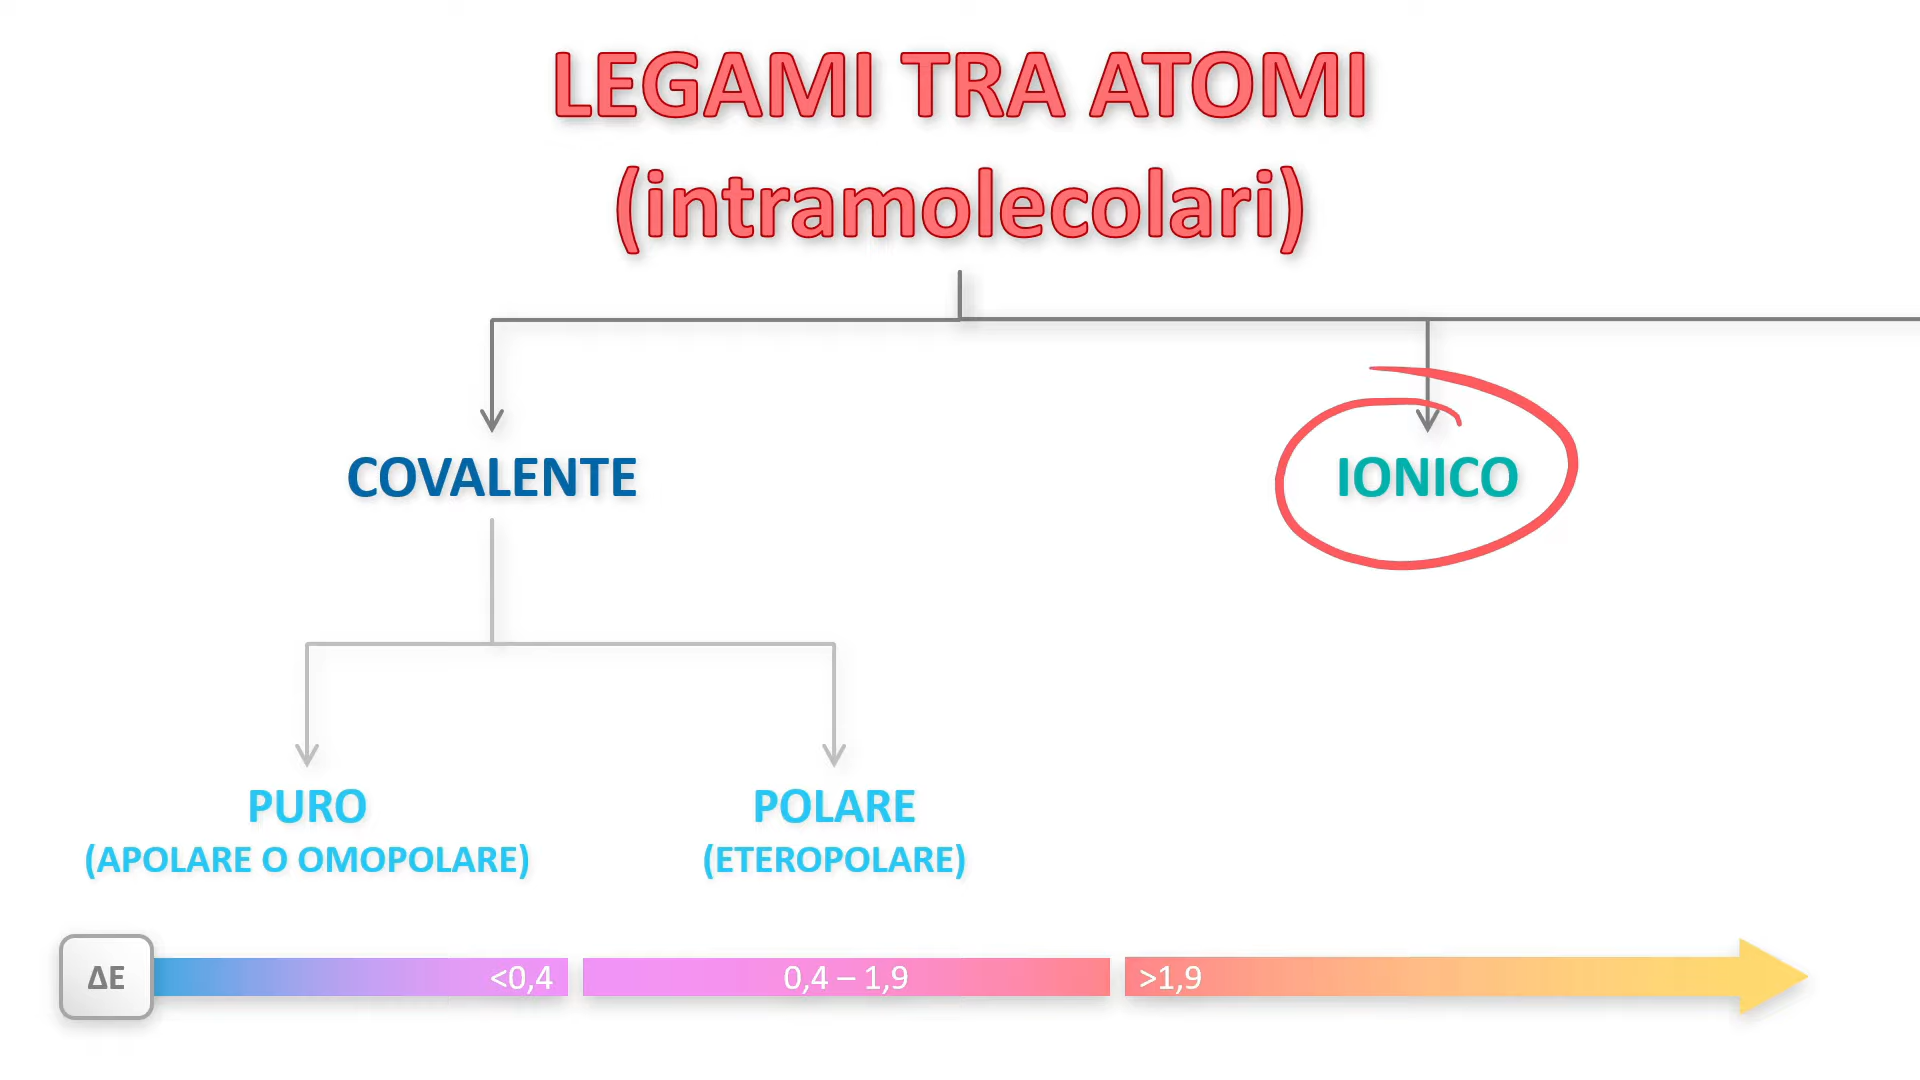 LEGAMI TRA ATOMI
(intramolecolari)
COVALENTE
IONICO
PURO
(APOLARE O OMOPOLARE)
POLARE
(ETEROPOLARE)
ΔE
<0,4
0,4 – 1,9
>1,9